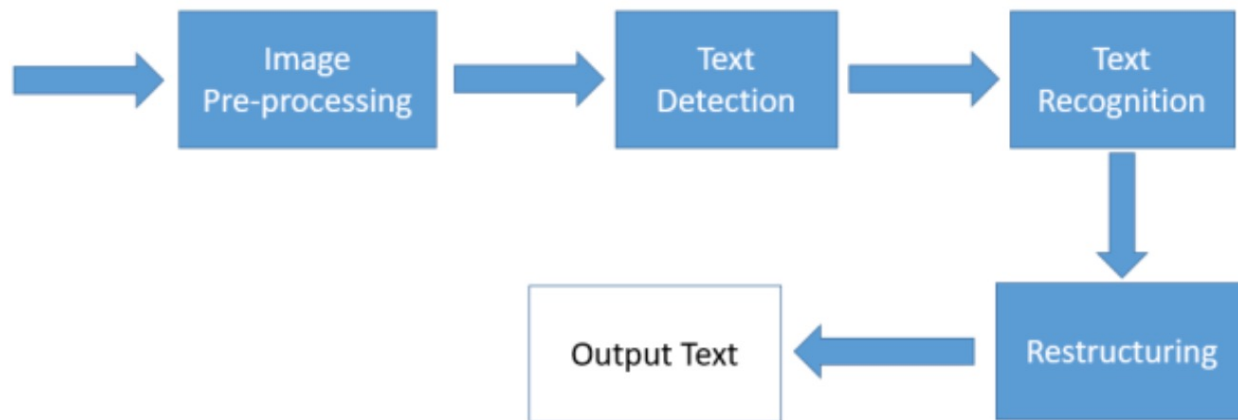 Image
Pre-processing
Text
Detection
Text
Recognition
Restructuring
Output Text